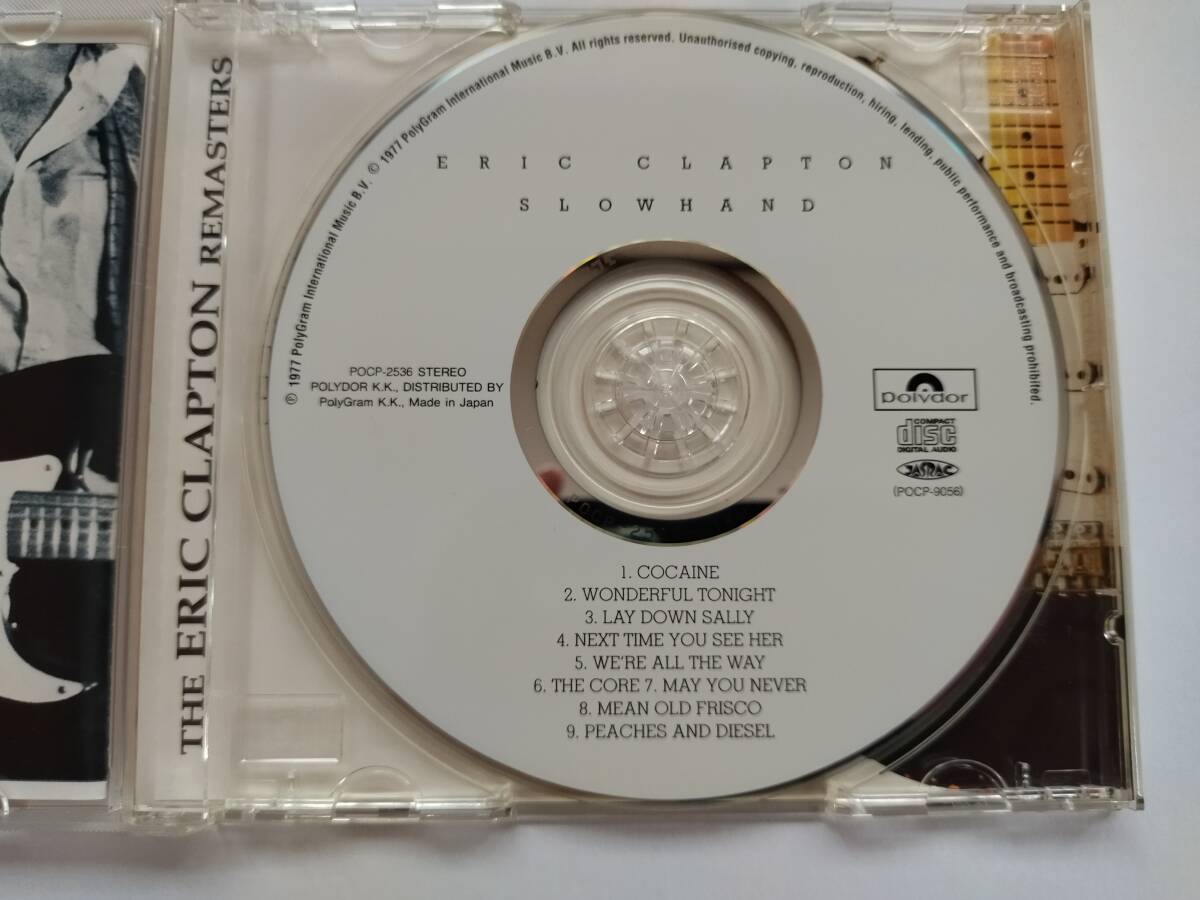 THE ERIC CLAPTON REMASTERS
℗ 1977 PolyGram International Music B.V. © 1977 PolyGram International Music B.V. All rights reserved. Unauthorised copying, reproduction, hiring, lending, public performance and broadcasting prohibited.
ERIC CLAPTON
SLOWHAND
POCP-2536 STEREO
POLYDOR K.K., DISTRIBUTED BY
PolyGram K.K., Made in Japan
polydor
COMPACT
disc
DIGITAL AUDIO
JASRAC
(POCP-9056)
1. COCAINE
2. WONDERFUL TONIGHT
3. LAY DOWN SALLY
4. NEXT TIME YOU SEE HER
5. WE'RE ALL THE WAY
6. THE CORE 7. MAY YOU NEVER
8. MEAN OLD FRISCO
9. PEACHES AND DIESEL